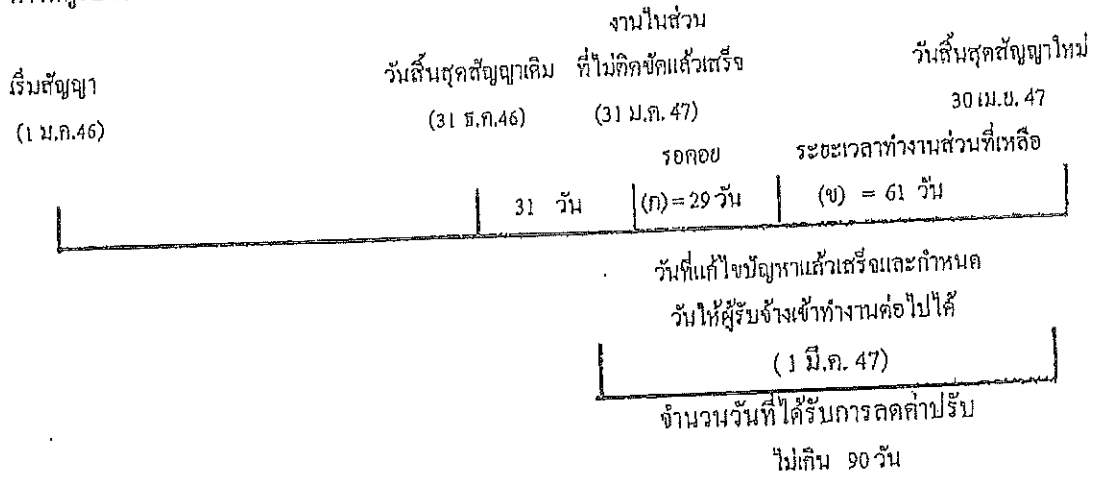 งานในส่วน
เริ่มสัญญา วันสิ้นสุดสัญญาเดิม ที่ไม่ติดขัดแล้วเสร็จ วันสิ้นสุดสัญญาใหม่
(1 ม.ค.46) (31 ธ.ค.46) (31 ม.ค. 47) 30 เม.ย. 47
รอคอย ระยะเวลาทำงานส่วนที่เหลือ
31 วัน (ก) = 29 วัน (ข) = 61 วัน
วันที่แก้ไขปัญหาแล้วเสร็จและกำหนด
วันให้ผู้รับจ้างเข้าทำงานต่อไปได้
(1 มี.ค. 47)
จำนวนวันที่ได้รับการลดค่าปรับ
ไม่เกิน 90 วัน